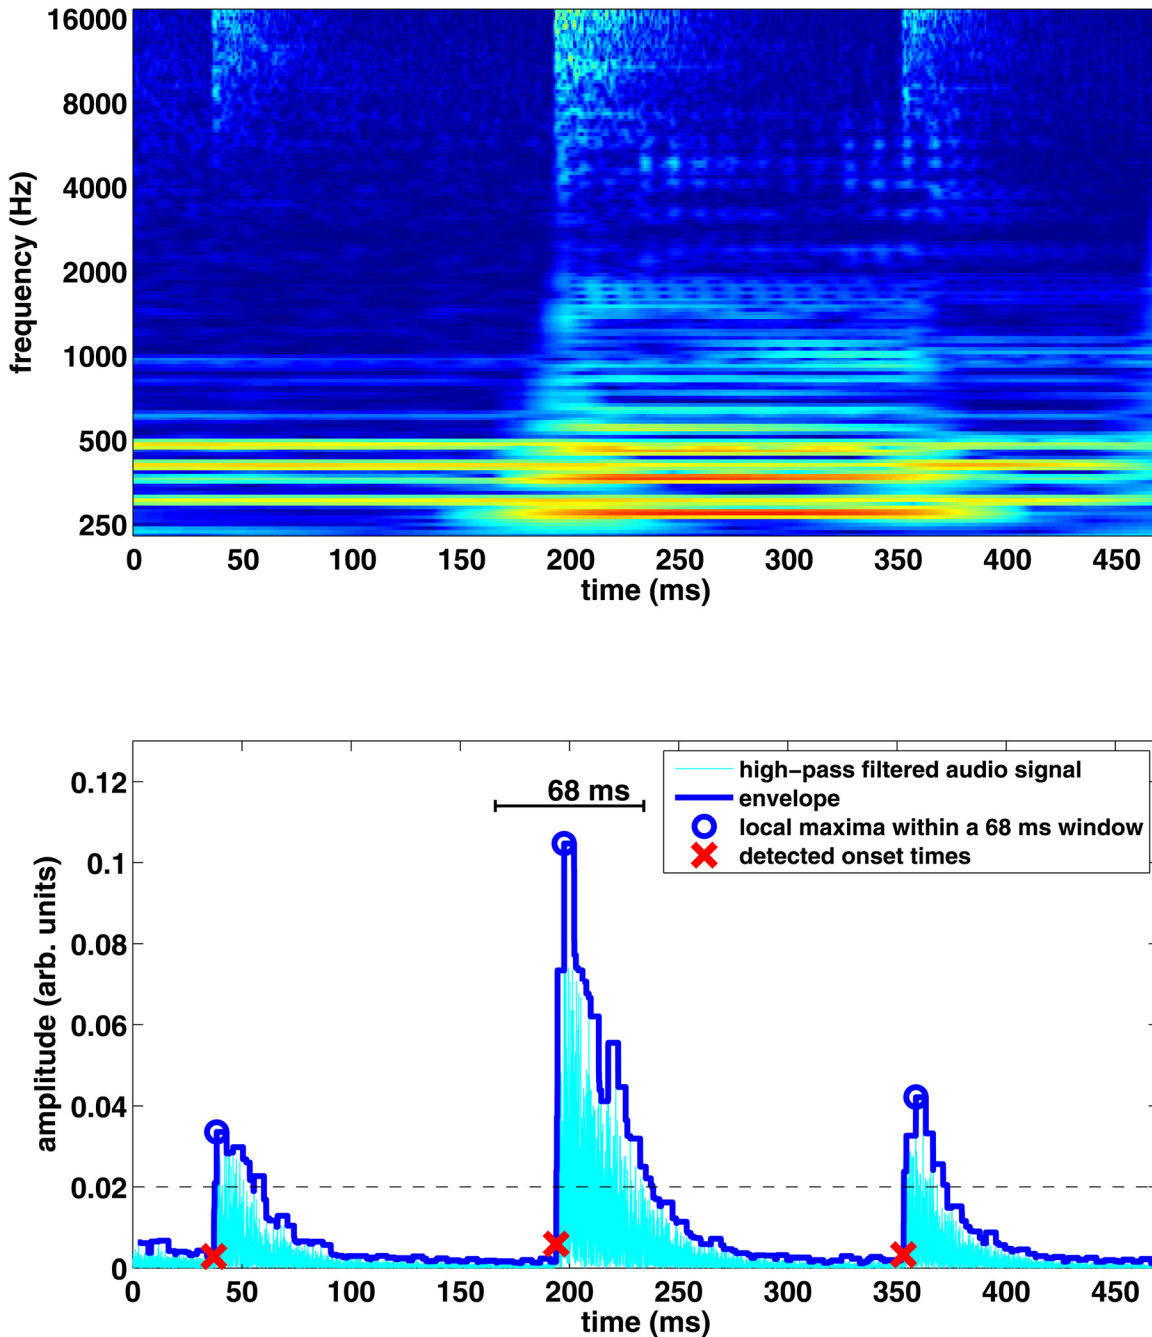 16000
8000
4000
2000
1000
500
250
frequency (Hz)
0 50 100 150 200 250 300 350 400 450
time (ms)
0.12
0.1
0.08
0.06
0.04
0.02
0
amplitude (arb. units)
68 ms
high-pass filtered audio signal
envelope
local maxima within a 68 ms window
detected onset times
0 50 100 150 200 250 300 350 400 450
time (ms)